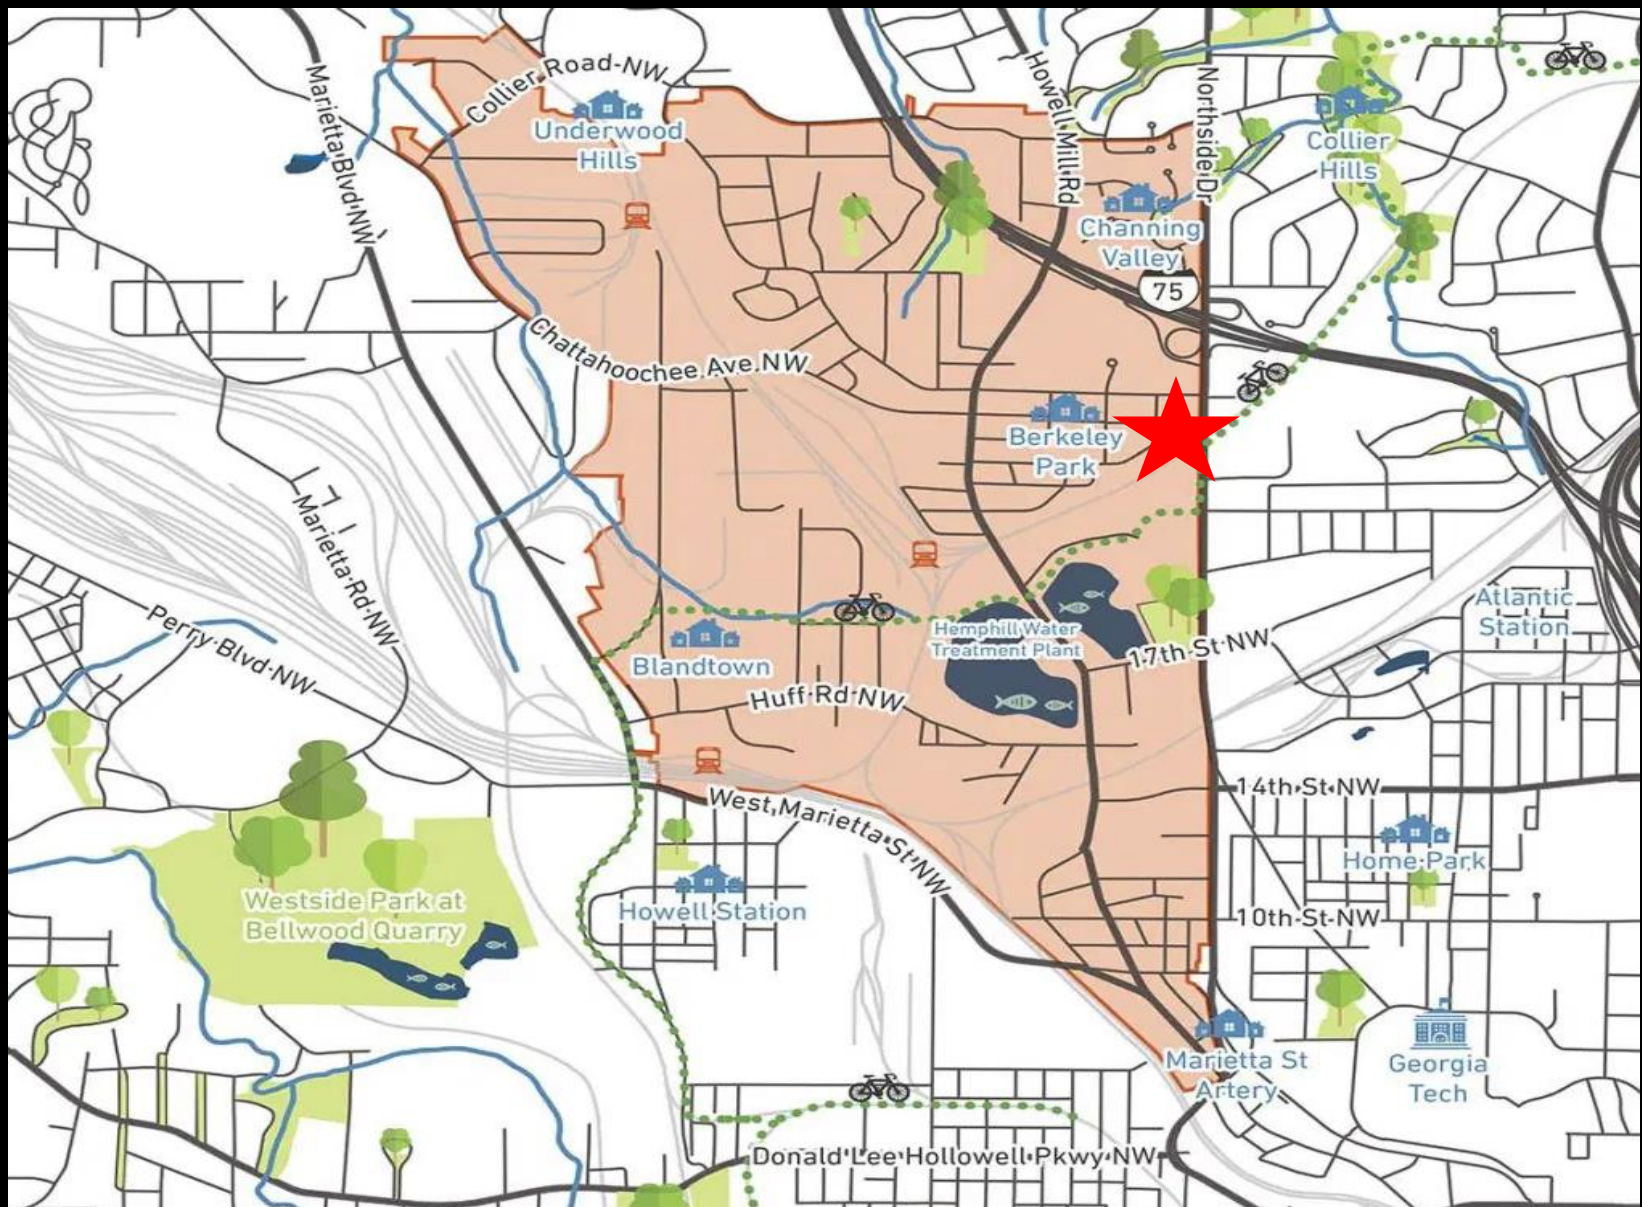 Collier Road NW
Marietta Blvd NW
Underwood
Hills
Howell Mill Rd
Northside Dr
Collier
Hills
Channing
Valley
75
Chattahoochee Ave NW
Berkeley
Park
Marietta Rd NW
Perry Blvd NW
Atlantic
Station
Hemphill Water
Treatment Plant
17th St NW
Blandtown
Huff Rd NW
14th St NW
West Marietta St NW
Home Park
Westside Park at
Bellwood Quarry
Howell Station
10th St NW
Marietta St
Artery
Georgia
Tech
Donald Lee Hollowell Pkwy NW